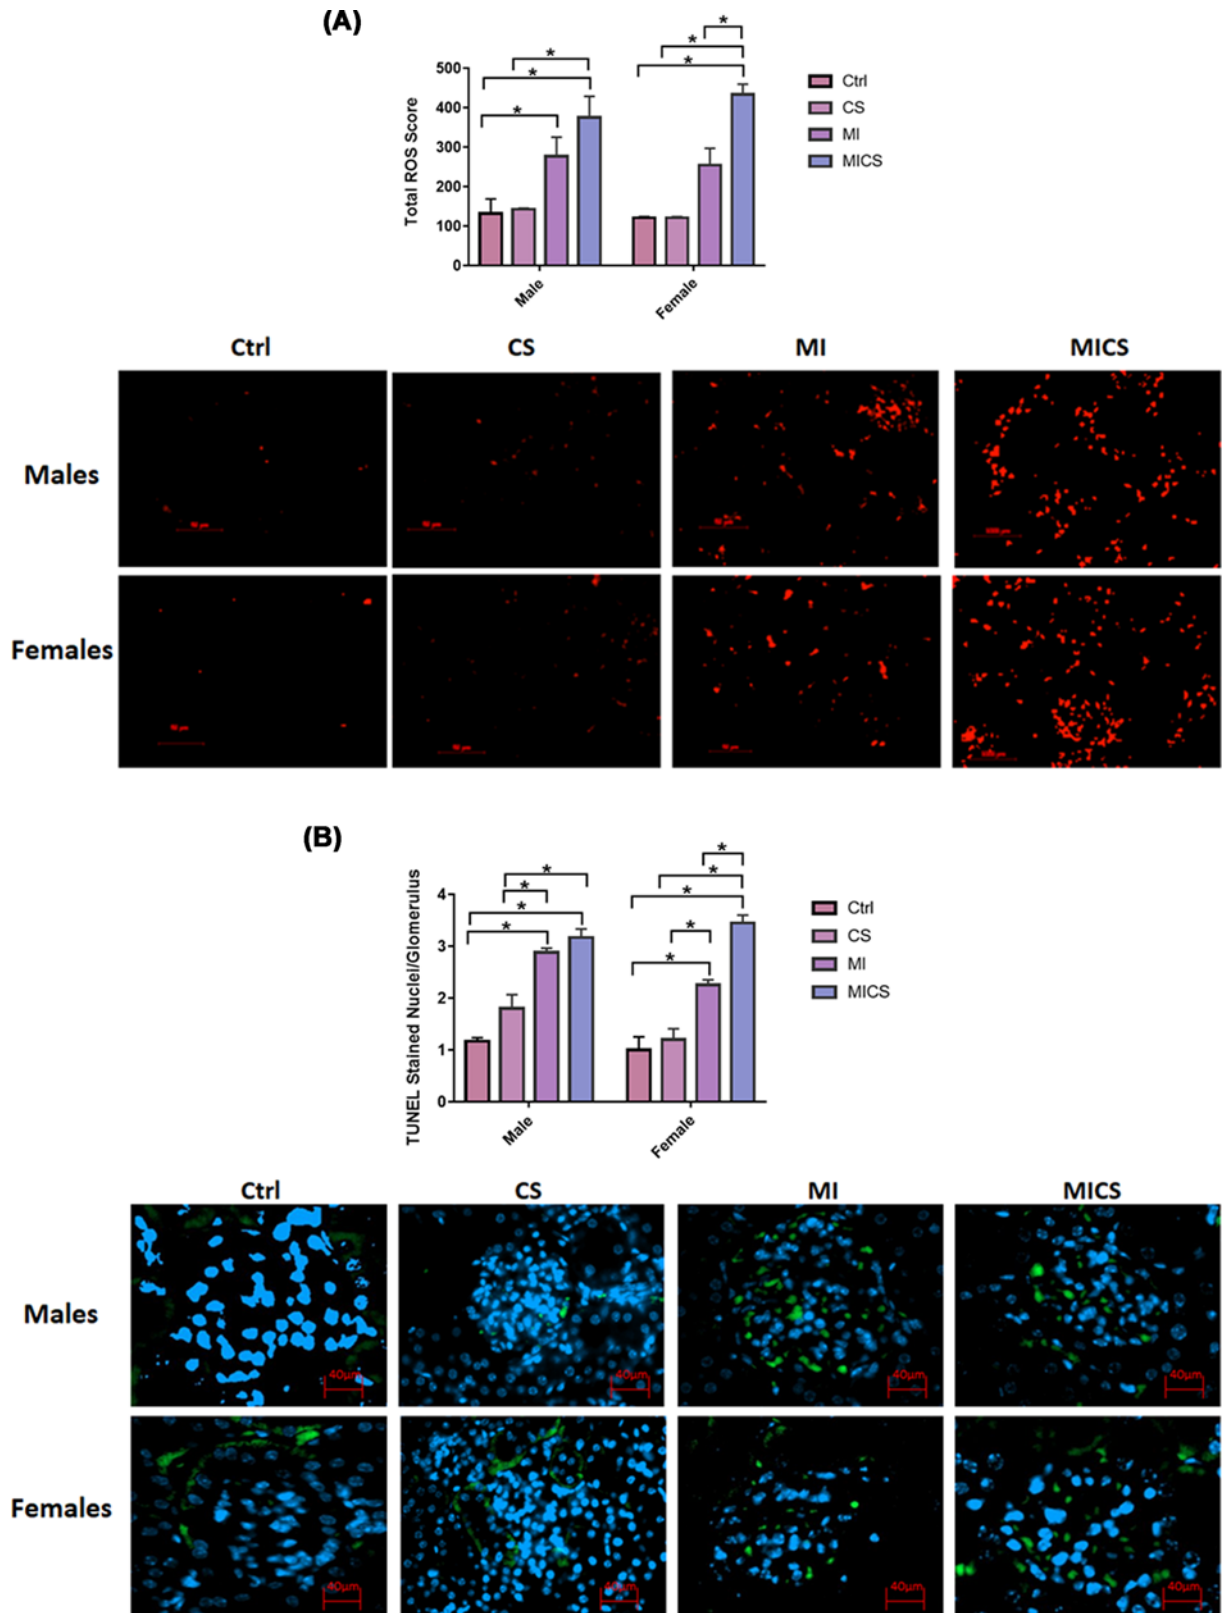 (A)
* * * * * *
Total ROS Score
500
400
300
200
100
0
Male Female
Ctrl
CS
MI
MICS
Ctrl CS MI MICS
Males
Females
(B)
* * * * * * * * *
TUNEL Stained Nuclei/Glomerulus
4
3
2
1
0
Male Female
Ctrl
CS
MI
MICS
Ctrl CS MI MICS
Males
40µm 40µm 40µm 40µm
Females
40µm 40µm 40µm 40µm